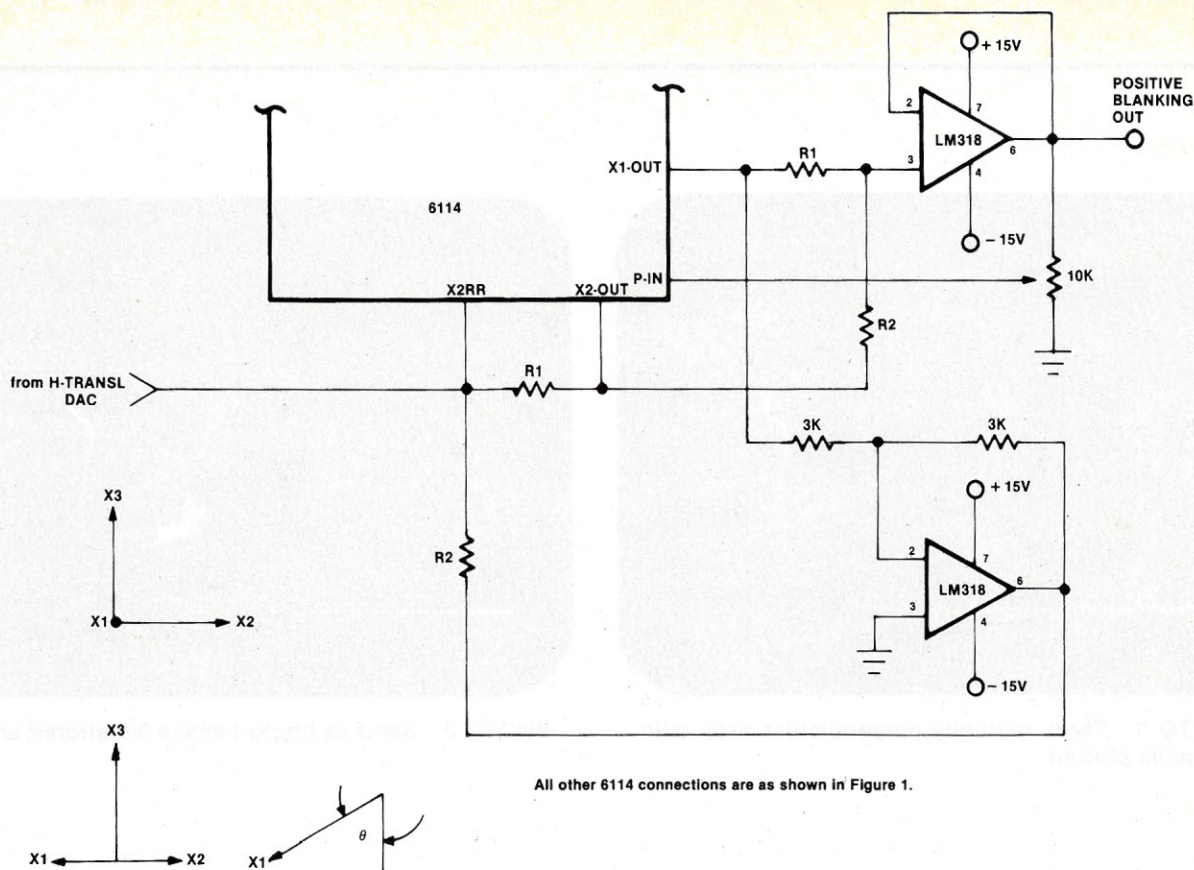 + 15V
POSITIVE
BLANKING
OUT
2
7
LM318
6
X1-OUT
R1
3
4
6114
- 15V
P-IN
10K
X2RR
X2-OUT
R2
from H-TRANSL
DAC
R1
3K
3K
X3
+ 15V
R2
2
7
LM318
6
X1
X2
3
4
- 15V
X3
All other 6114 connections are as shown in Figure 1.
θ
X1
X2
X1